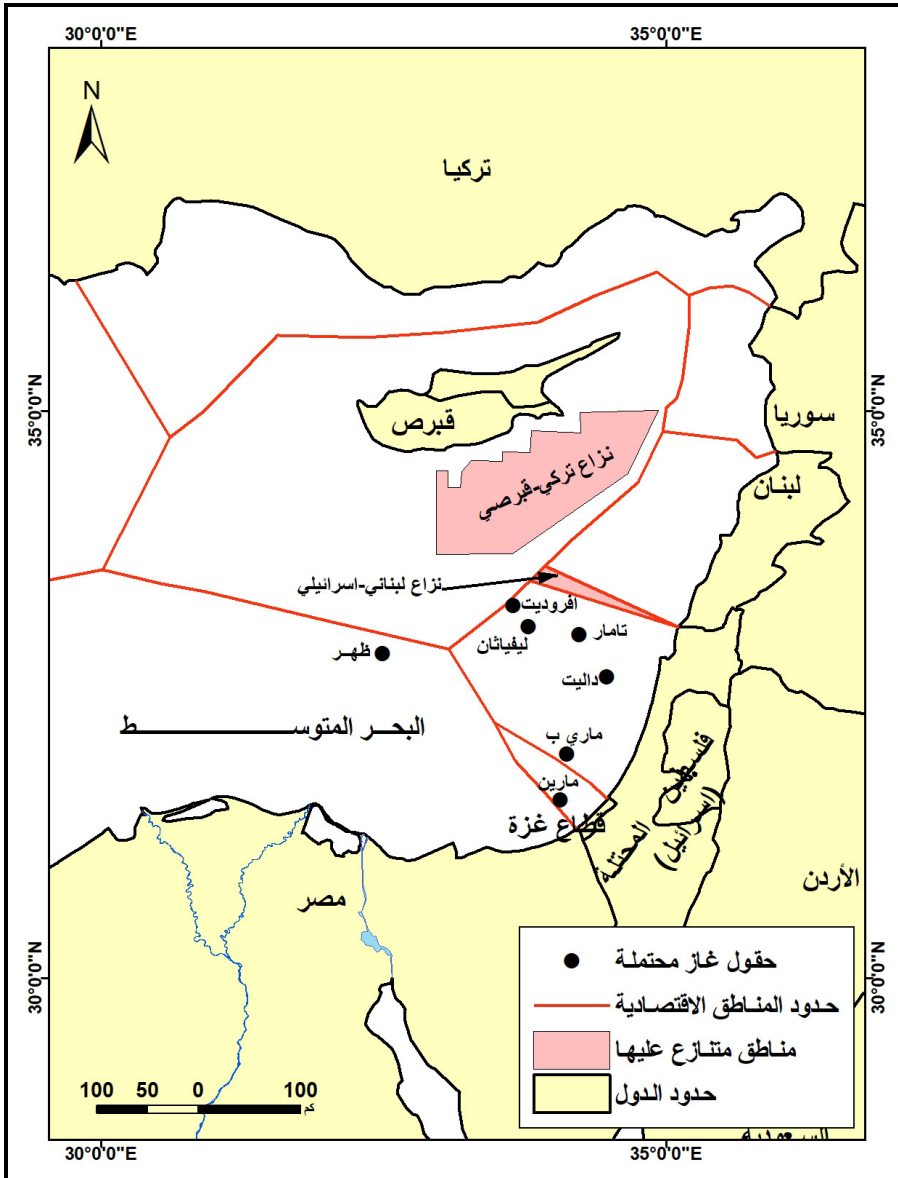 30°0'0"E
35°0'0"E
N
تركيا
35°0'0"N
35°0'0"N
قبرص
سوريا
نزاع تركي-قبرصي
لبنان
نزاع لبناني-اسرائيلي
افروديت
ليفياثان
تامار
ظهر
داليت
البحر المتوسط
ماري ب
مارين
قطاع غزة
فلسطين
المحتلة
(اسرائيل)
الأردن
مصر
حقول غاز محتملة
حدود المناطق الاقتصادية
مناطق متنازع عليها
حدود الدول
30°0'0"N
30°0'0"N
100 50 0 100
كم
السعودية
30°0'0"E
35°0'0"E